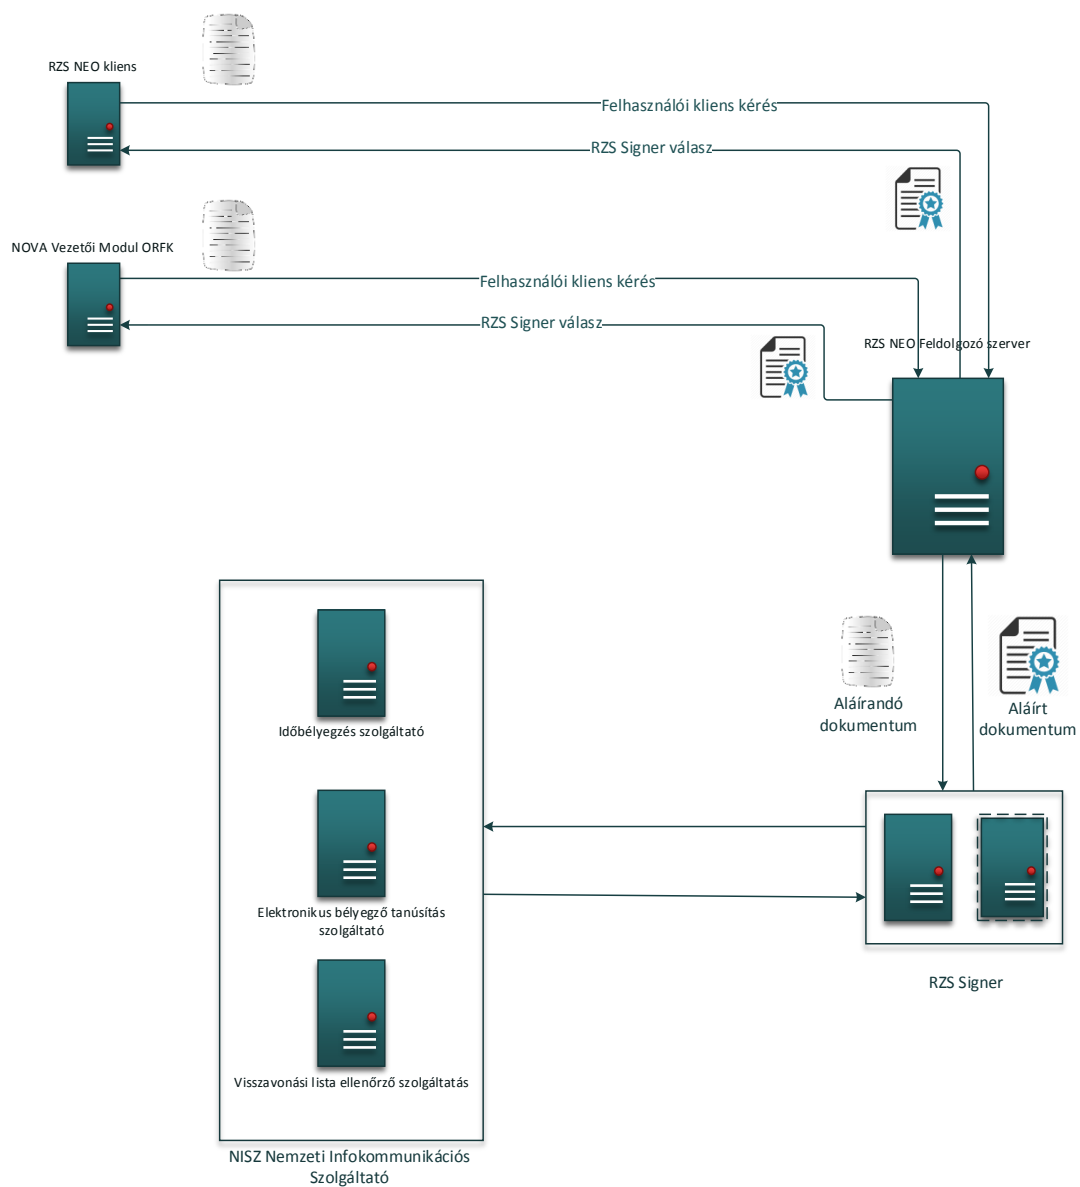 RZS NEO kliens
Felhasználói kliens kérés
RZS Signer válasz
NOVA Vezetői Modul ORFK
Felhasználói kliens kérés
RZS Signer válasz
RZS NEO Feldolgozó szerver
Aláírandó
dokumentum
Aláírt
dokumentum
Időbélyegzés szolgáltató
Elektronikus bélyegző tanúsítás
szolgáltató
RZS Signer
Visszavonási lista ellenőrző szolgáltatás
NISZ Nemzeti Infokommunikációs
Szolgáltató